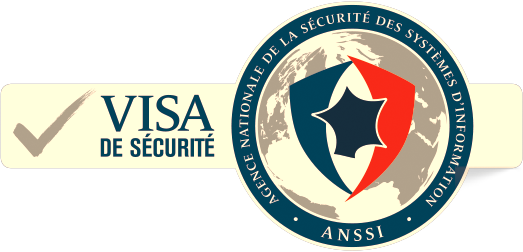 VISA
DE SÉCURITÉ
AGENCE NATIONALE DE LA SÉCURITÉ DES SYSTÈMES D'INFORMATION
· ANSSI ·